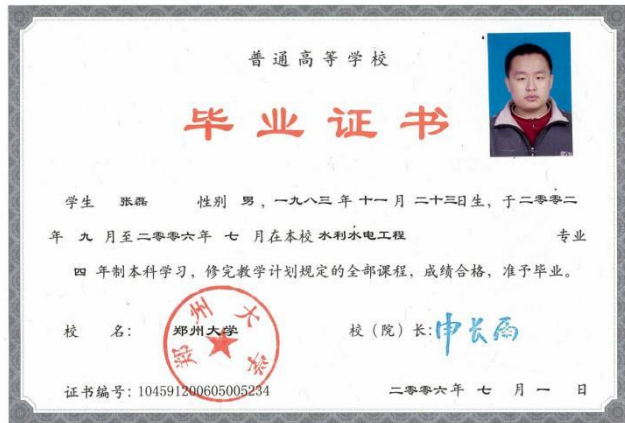 普通高等学校
毕业证书
学生 张磊 性别 男，一九八三年十一月二十三日生，于二零零二
年 九 月至二零零六年 七 月在本校 水利水电工程 专业
四 年制本科学习，修完教学计划规定的全部课程，成绩合格，准予毕业。
校 名：郑州大学 校（院）长：申长雨
郑州大学
证书编号：104591200605005234 二零零六年 七 月 一 日